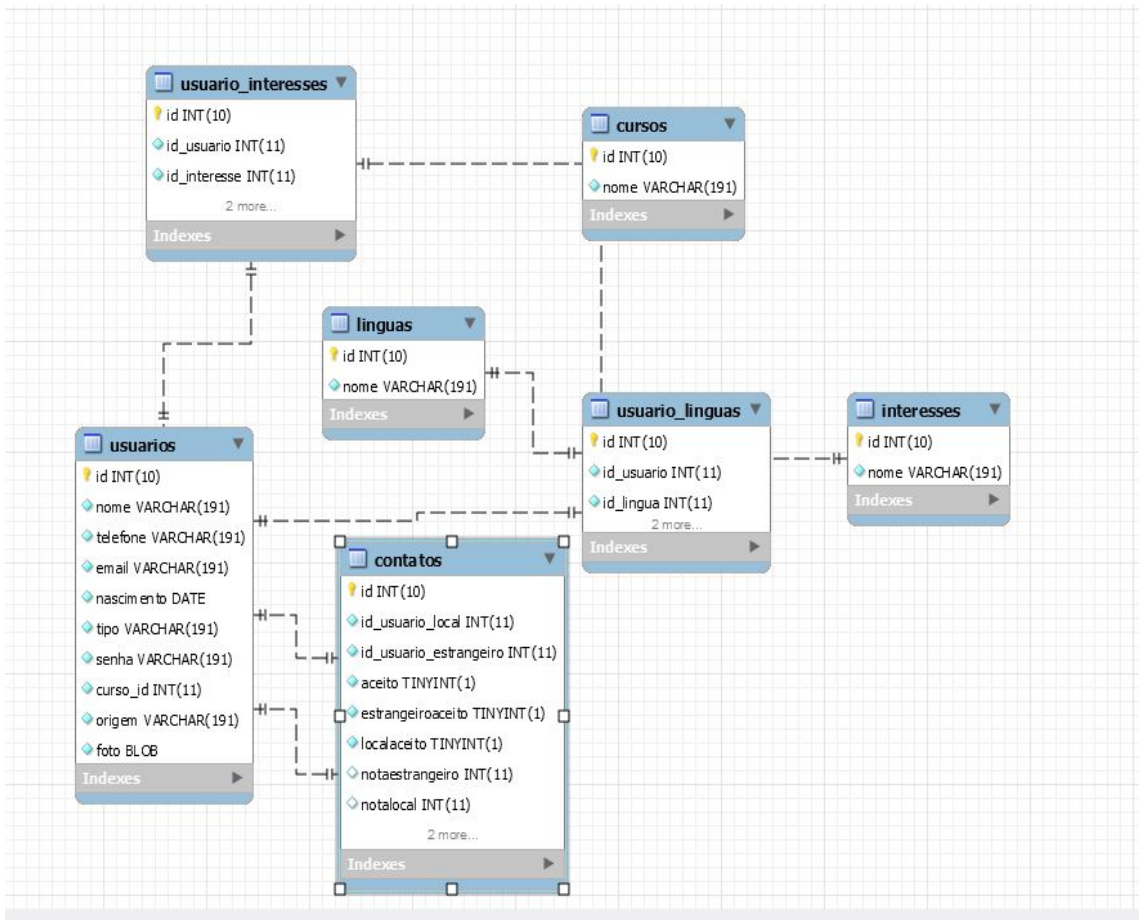 usuario_interesses
id INT(10)
id_usuario INT(11)
id_interesse INT(11)
2 more...
Indexes
cursos
id INT(10)
nome VARCHAR(191)
Indexes
linguas
id INT(10)
nome VARCHAR(191)
Indexes
usuario_linguas
id INT(10)
id_usuario INT(11)
id_lingua INT(11)
2 more...
Indexes
interesses
id INT(10)
nome VARCHAR(191)
Indexes
usuarios
id INT(10)
nome VARCHAR(191)
telefone VARCHAR(191)
email VARCHAR(191)
nascimento DATE
tipo VARCHAR(191)
senha VARCHAR(191)
curso_id INT(11)
origem VARCHAR(191)
foto BLOB
Indexes
contatos
id INT(10)
id_usuario_local INT(11)
id_usuario_estrangeiro INT(11)
aceito TINYINT(1)
estrangeiroaceito TINYINT(1)
localaceito TINYINT(1)
notaestrangeiro INT(11)
notalocal INT(11)
2 more...
Indexes